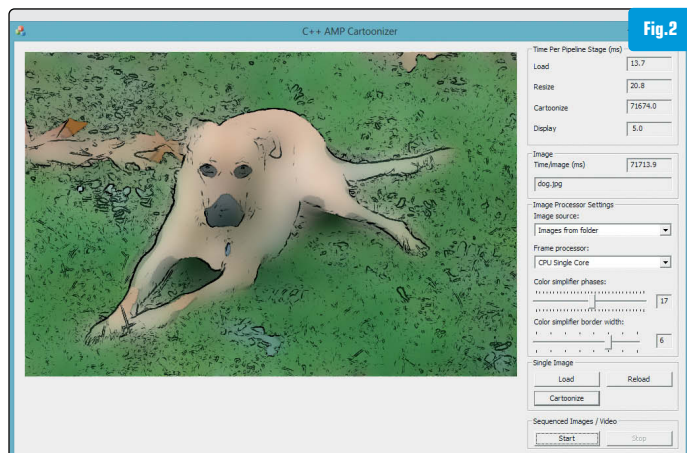 Fig.2
C++ AMP Cartoonizer
Time Per Pipeline Stage (ms)
Load 13.7
Resize 20.8
Cartoonize 71674.0
Display 5.0
Image
Time/image (ms) 71713.9
dog.jpg
Image Processor Settings
Image source:
Images from folder
Frame processor:
CPU Single Core
Color simplifier phases:
17
Color simplifier border width:
6
Single Image
Load Reload
Cartoonize
Sequenced Images / Video
Start Stop